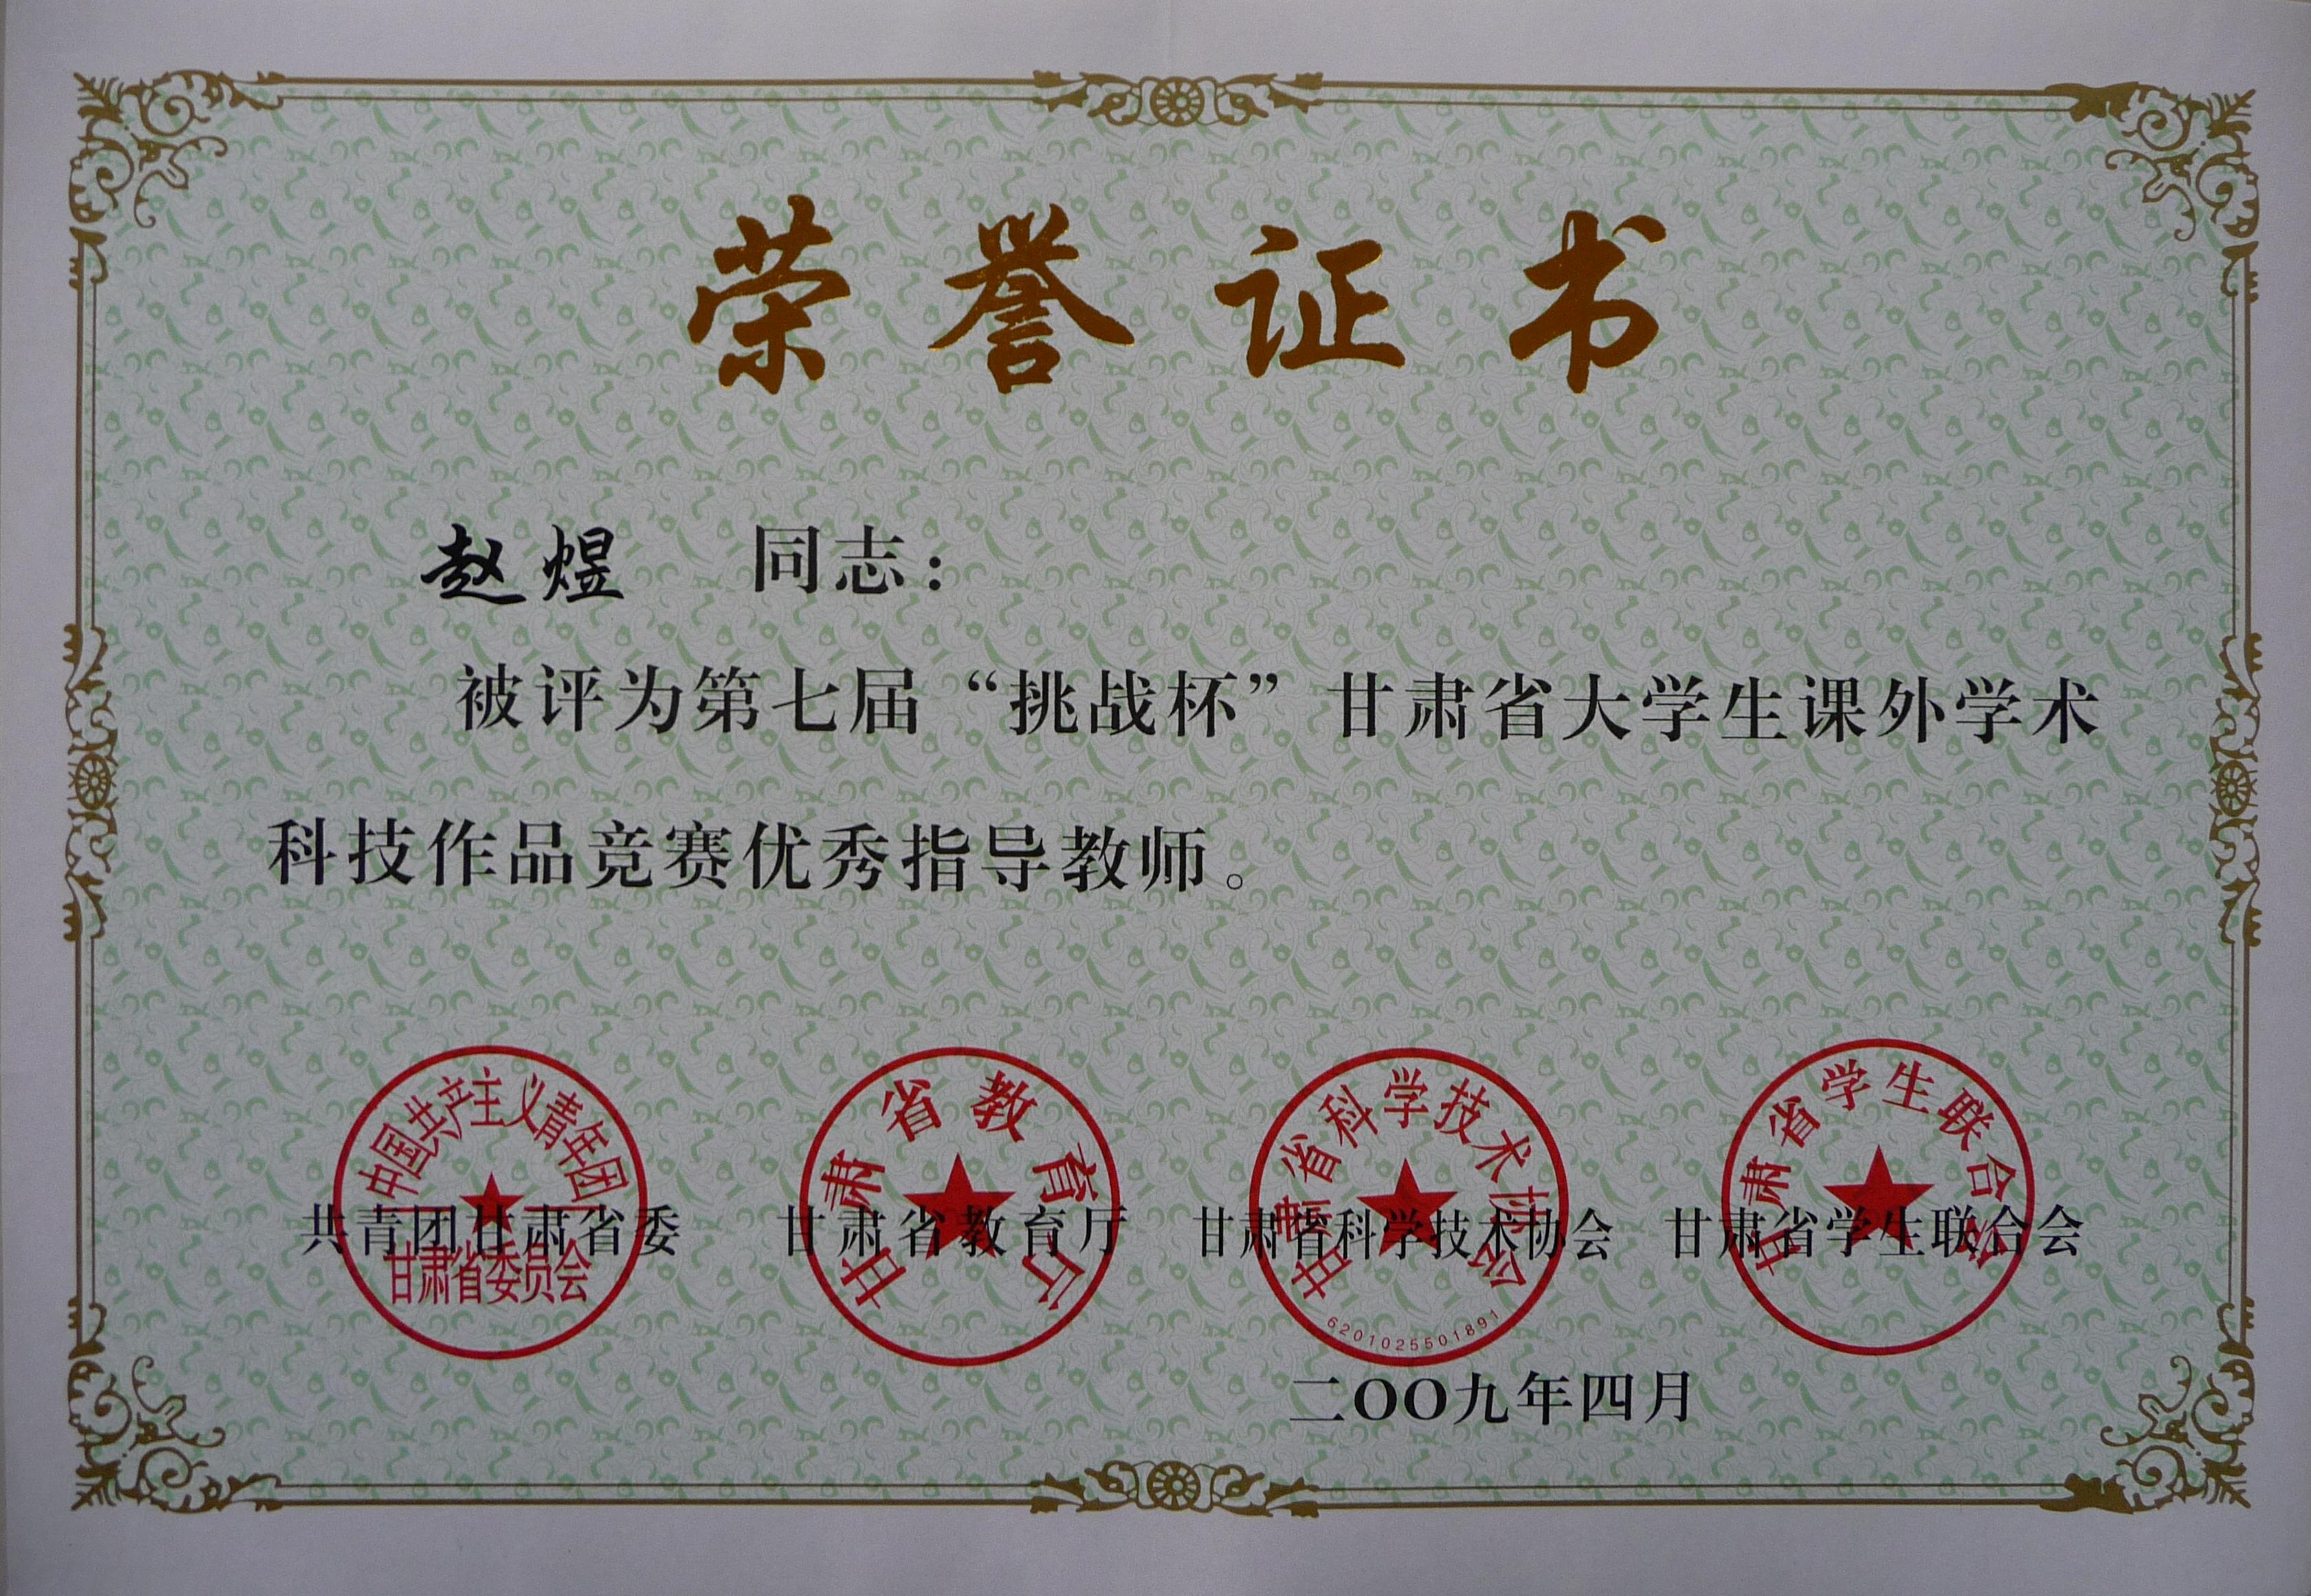 荣誉证书
赵煜 同志：
被评为第七届“挑战杯”甘肃省大学生课外学术
科技作品竞赛优秀指导教师。
中国共产主义青年团
甘肃省委员会
甘肃省教育厅
甘肃省科学技术协会
6201025501891
甘肃省学生联合会
共青团甘肃省委 甘肃省教育厅 甘肃省科学技术协会 甘肃省学生联合会
二〇〇九年四月